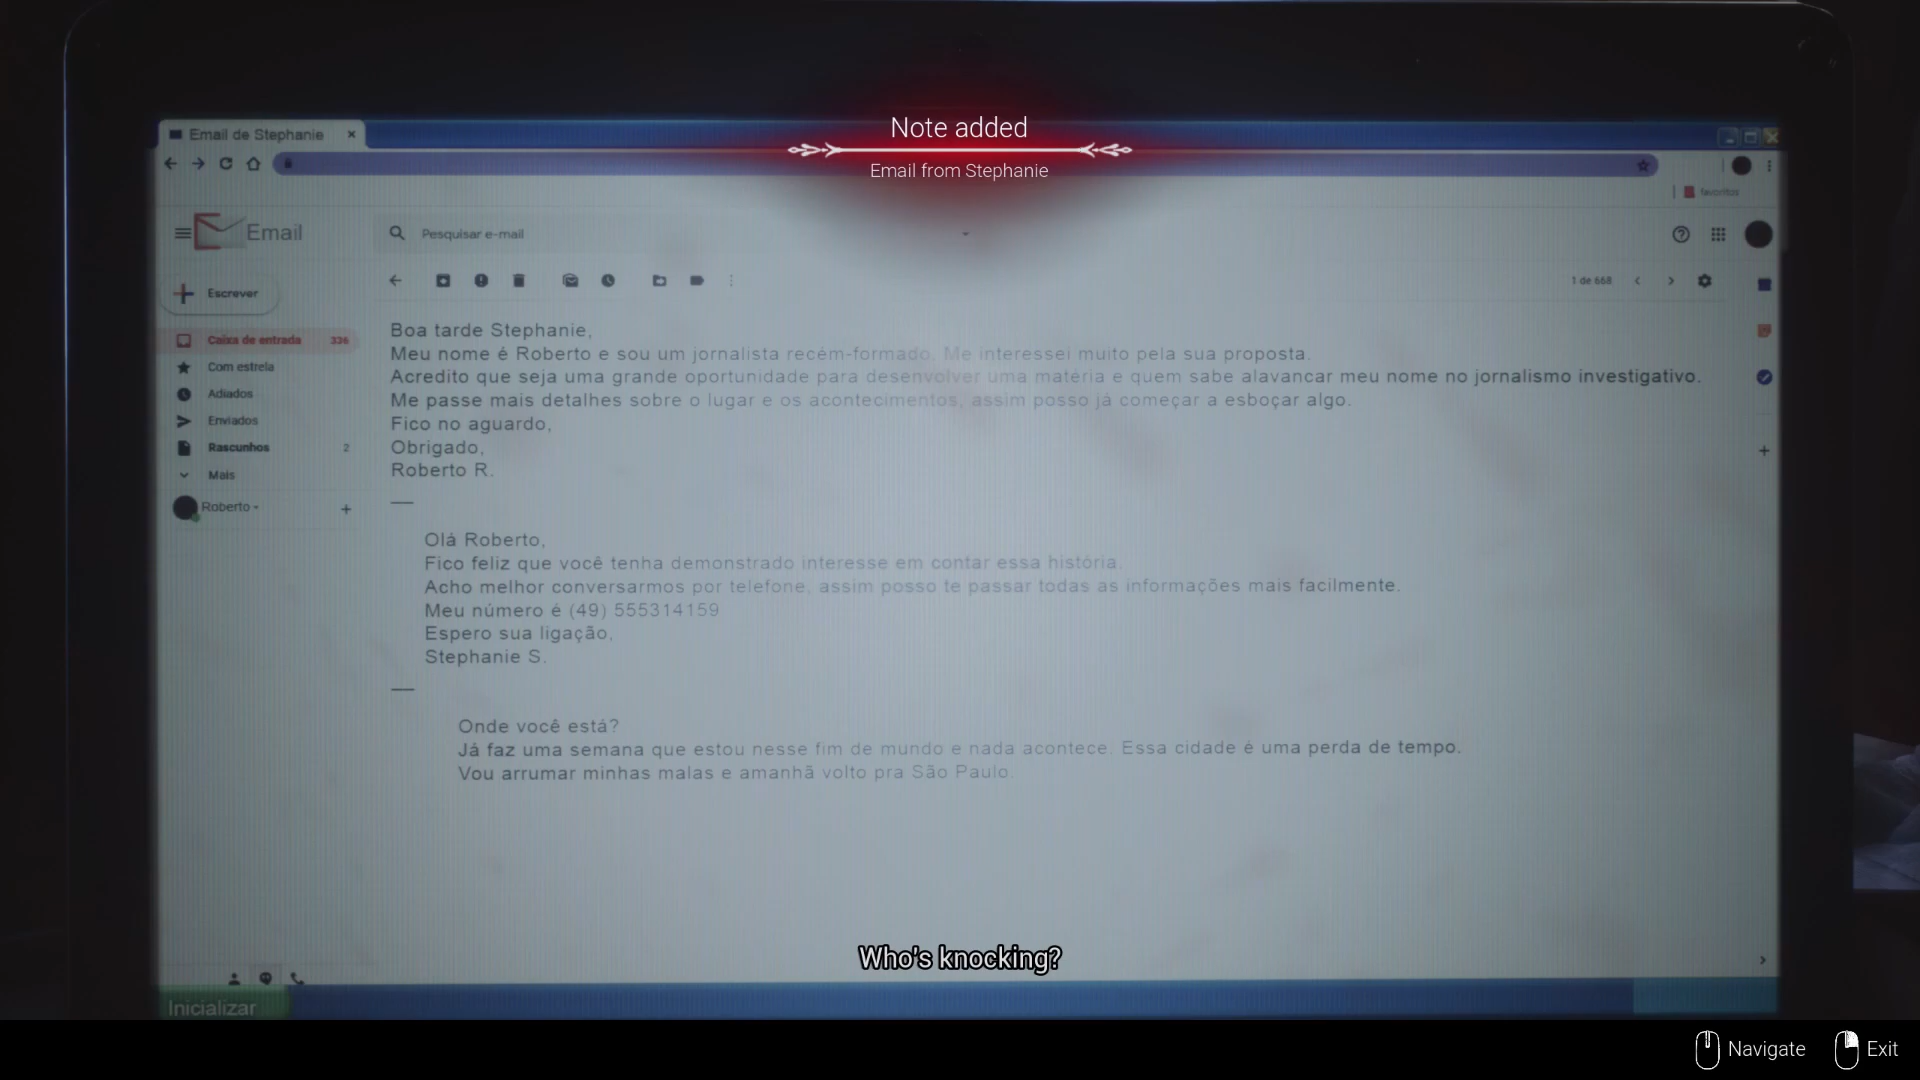 Note added
Email from Stephanie
Email de Stephanie
favoritos
Email
Pesquisar e-mail
Escrever
1 de 668
Caixa de entrada 336
Com estrela
Adiados
Enviados
Rascunhos 2
Mais
Roberto
Boa tarde Stephanie,
Meu nome é Roberto e sou um jornalista recém-formado. Me interessei muito pela sua proposta.
Acredito que seja uma grande oportunidade para desenvolver uma matéria e quem sabe alavancar meu nome no jornalismo investigativo.
Me passe mais detalhes sobre o lugar e os acontecimentos, assim posso já começar a esboçar algo.
Fico no aguardo,
Obrigado,
Roberto R.
Olá Roberto,
Fico feliz que você tenha demonstrado interesse em contar essa história.
Acho melhor conversarmos por telefone, assim posso te passar todas as informações mais facilmente.
Meu número é (49) 555314159
Espero sua ligação,
Stephanie S.
Onde você está?
Já faz uma semana que estou nesse fim de mundo e nada acontece. Essa cidade é uma perda de tempo.
Vou arrumar minhas malas e amanhã volto pra São Paulo.
Who's knocking?
Inicializar
Navigate
Exit